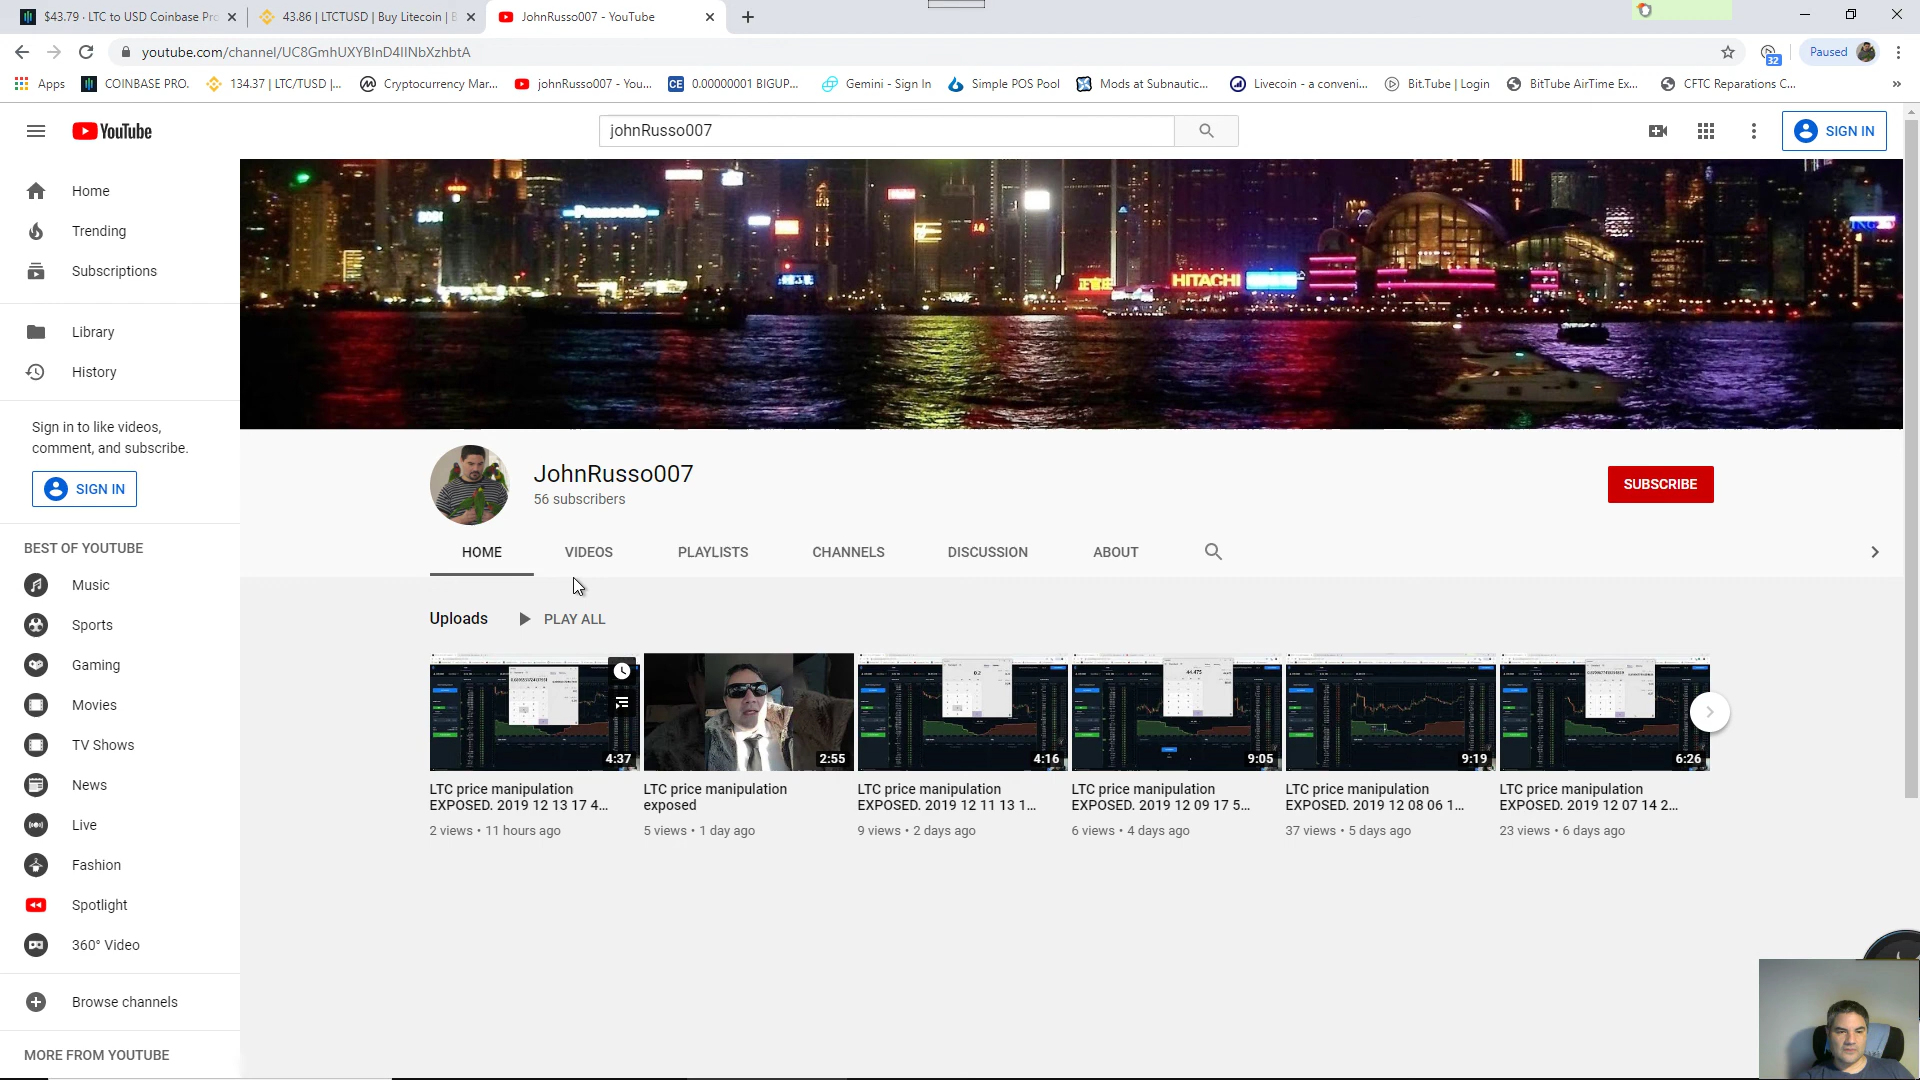 $43.79 · LTC to USD Coinbase Pro
43.86 | LTCTUSD | Buy Litecoin | B
JohnRusso007 - YouTube
youtube.com/channel/UC8GmhUXYBInD4IINbXzhbtA
32
Paused
Apps
COINBASE PRO.
134.37 | LTC/TUSD |...
Cryptocurrency Mar...
johnRusso007 - You...
CE 0.00000001 BIGUP...
Gemini - Sign In
Simple POS Pool
Mods at Subnautic...
Livecoin - a conveni...
Bit.Tube | Login
BitTube AirTime Ex...
CFTC Reparations C...
»
YouTube
johnRusso007
SIGN IN
Home
Trending
Subscriptions
Library
History
Sign in to like videos,
comment, and subscribe.
SIGN IN
BEST OF YOUTUBE
Music
Sports
Gaming
Movies
TV Shows
News
Live
Fashion
Spotlight
360° Video
Browse channels
MORE FROM YOUTUBE
Panasonic
HITACHI
ING
JohnRusso007
56 subscribers
SUBSCRIBE
HOME
VIDEOS
PLAYLISTS
CHANNELS
DISCUSSION
ABOUT
Uploads
PLAY ALL
4:37
2:55
0.2
4:16
44.475
9:05
9:19
6:26
LTC price manipulation
EXPOSED. 2019 12 13 17 4...
2 views • 11 hours ago
LTC price manipulation
exposed
5 views • 1 day ago
LTC price manipulation
EXPOSED. 2019 12 11 13 1...
9 views • 2 days ago
LTC price manipulation
EXPOSED. 2019 12 09 17 5...
6 views • 4 days ago
LTC price manipulation
EXPOSED. 2019 12 08 06 1...
37 views • 5 days ago
LTC price manipulation
EXPOSED. 2019 12 07 14 2...
23 views • 6 days ago